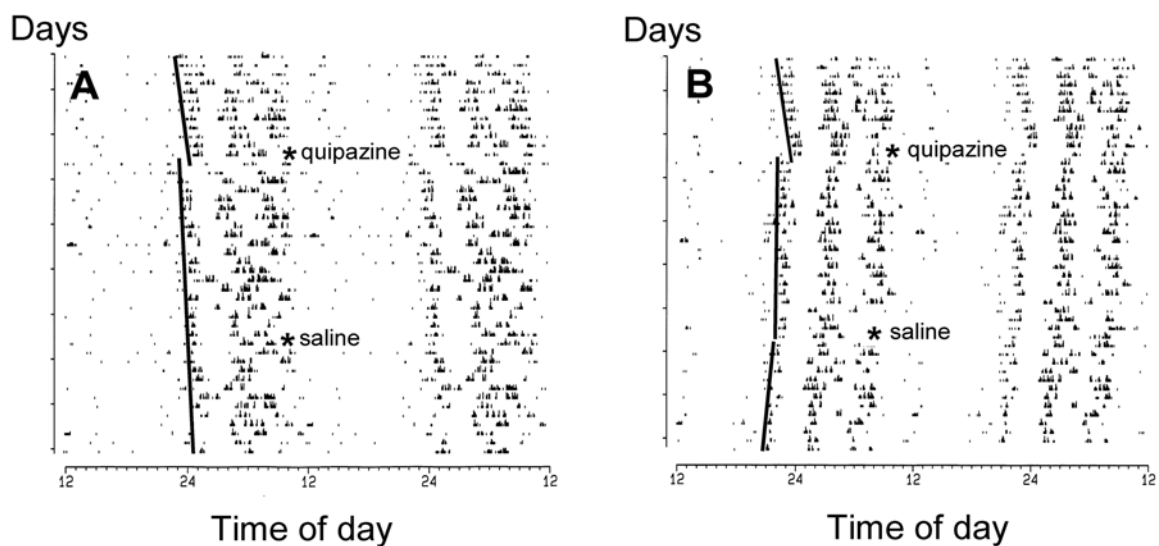 Days
A
* quipazine
* saline
12 24 12 24 12
Time of day
Days
B
* quipazine
* saline
12 24 12 24 12
Time of day